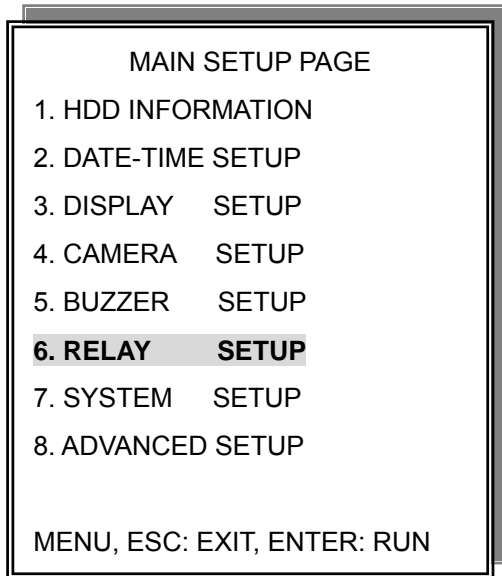 MAIN SETUP PAGE
1. HDD INFORMATION
2. DATE-TIME SETUP
3. DISPLAY SETUP
4. CAMERA SETUP
5. BUZZER SETUP
6. RELAY SETUP
7. SYSTEM SETUP
8. ADVANCED SETUP
MENU, ESC: EXIT, ENTER: RUN